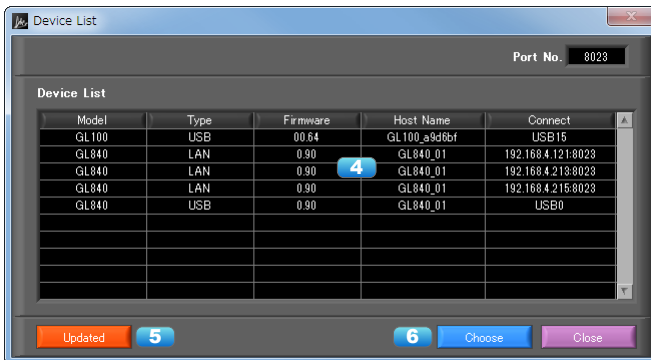 Device List
Port No. 8023
Device List
Model Type Firmware Host Name Connect
GL100 USB 00.64 GL100_a9d6bf USB15
GL840 LAN 0.90 GL840_01 192.168.4.121:8023
GL840 LAN 0.90 4 GL840_01 192.168.4.213:8023
GL840 LAN 0.90 GL840_01 192.168.4.215:8023
GL840 USB 0.90 GL840_01 USB0
Updated 5 6 Choose Close